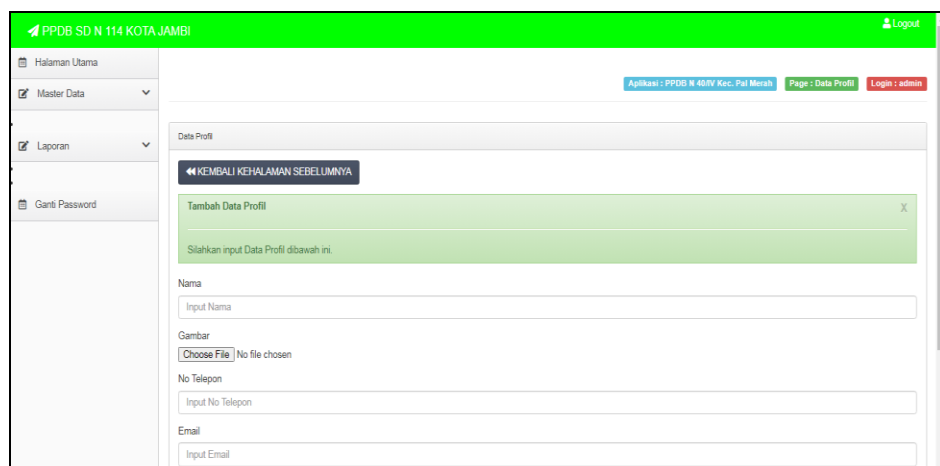 PPDB SD N 114 KOTA JAMBI
Logout
Halaman Utama
Master Data
Laporan
Ganti Password
Aplikasi : PPDB N 40/IV Kec. Pal Merah
Page : Data Profil
Login : admin
Data Profil
KEMBALI KEHALAMAN SEBELUMNYA
Tambah Data Profil
X
Silahkan input Data Profil dibawah ini.
Nama
Input Nama
Gambar
Choose File No file chosen
No Telepon
Input No Telepon
Email
Input Email